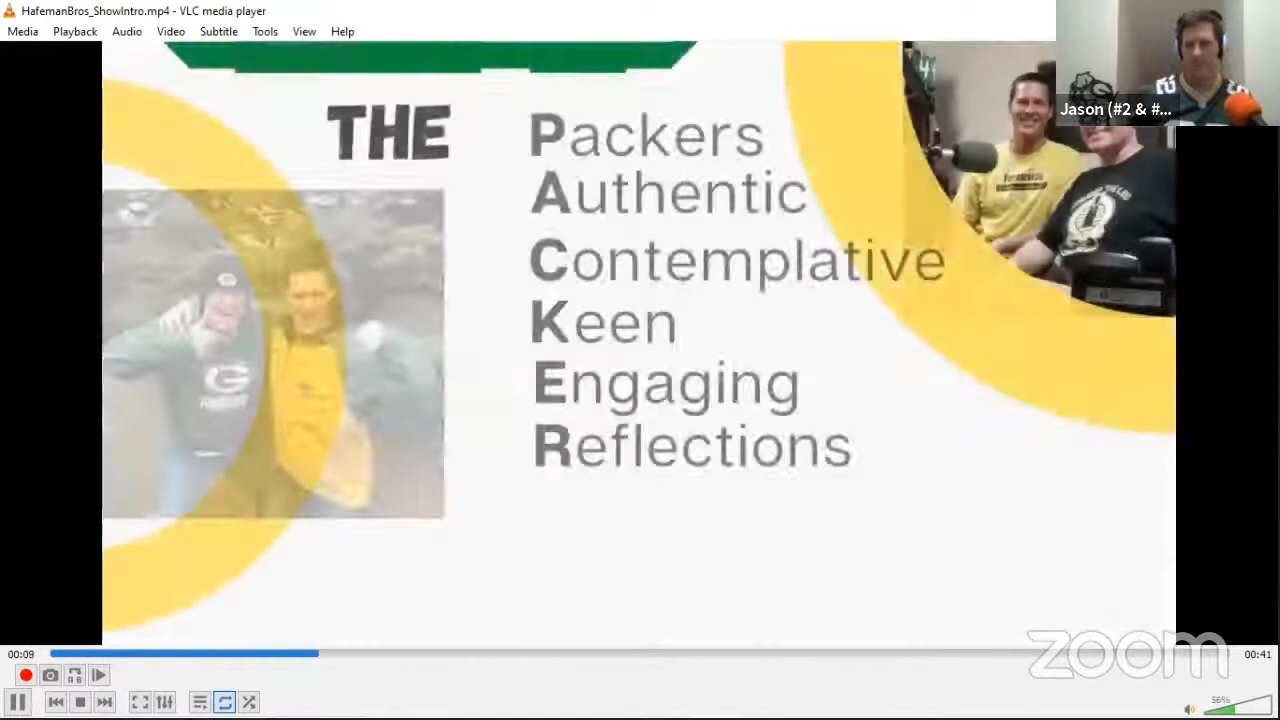 HafemanBros_ShowIntro.mp4 - VLC media player
Media Playback Audio Video Subtitle Tools View Help
Jason (#2 & #...
THE
Packers
Authentic
Contemplative
Keen
Engaging
Reflections
zoom
00:09
00:41
56%